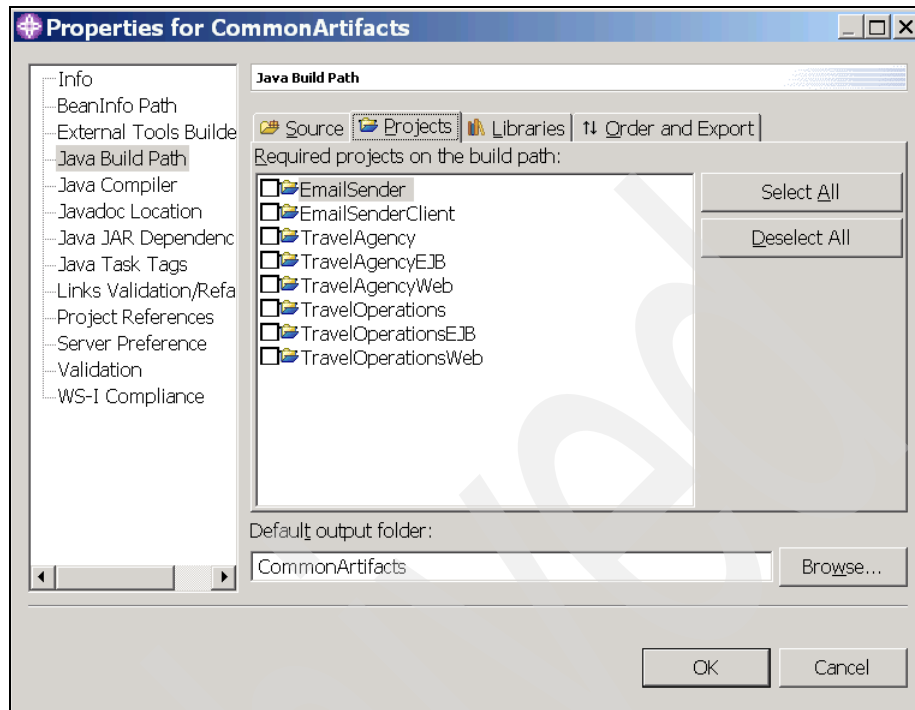 Properties for CommonArtifacts
Info
BeanInfo Path
External Tools Builde
Java Build Path
Java Compiler
Javadoc Location
Java JAR Dependenc
Java Task Tags
Links Validation/Refa
Project References
Server Preference
Validation
WS-I Compliance
Java Build Path
Source Projects Libraries Order and Export
Required projects on the build path:
EmailSender
EmailSenderClient
TravelAgency
TravelAgencyEJB
TravelAgencyWeb
TravelOperations
TravelOperationsEJB
TravelOperationsWeb
Select All
Deselect All
Default output folder:
CommonArtifacts
Browse...
OK Cancel